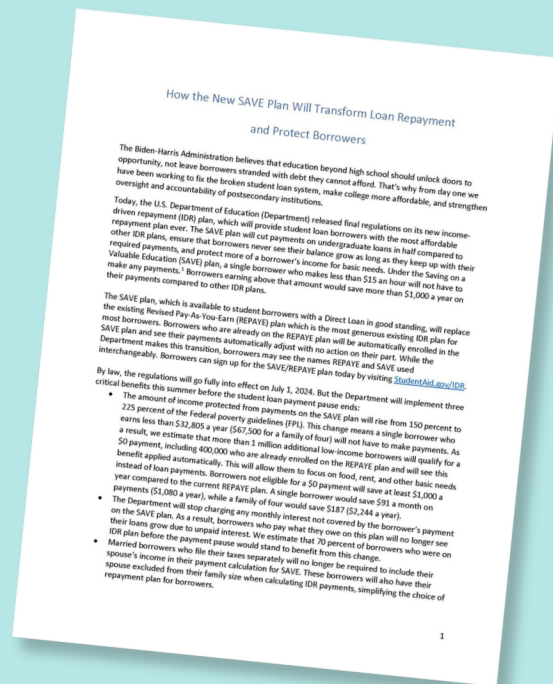 How the New SAVE Plan Will Transform Loan Repayment
and Protect Borrowers
The Biden-Harris Administration believes that education beyond high school should unlock doors to
opportunity, not leave borrowers stranded with debt they cannot afford. That's why from day one we
have been working to fix the broken student loan system, make college more affordable, and strengthen
oversight and accountability of postsecondary institutions.
Today, the U.S. Department of Education (Department) released final regulations on its new income-
driven repayment (IDR) plan, which will provide student loan borrowers with the most affordable
repayment plan ever. The SAVE plan will cut payments on undergraduate loans in half compared to
other IDR plans, ensure that borrowers never see their balance grow as long as they keep up with their
required payments, and protect more of a borrower's income for basic needs. Under the Saving on a
Valuable Education (SAVE) plan, a single borrower who makes less than $15 an hour will not have to
make any payments.¹ Borrowers earning above that amount would save more than $1,000 a year on
their payments compared to other IDR plans.
The SAVE plan, which is available to student borrowers with a Direct Loan in good standing, will replace
the existing Revised Pay-As-You-Earn (REPAYE) plan which is the most generous existing IDR plan for
most borrowers. Borrowers who are already on the REPAYE plan will be automatically enrolled in the
SAVE plan and see their payments automatically adjust with no action on their part. While the
Department makes this transition, borrowers may see the names REPAYE and SAVE used
interchangeably. Borrowers can sign up for the SAVE/REPAYE plan today by visiting StudentAid.gov/IDR.
By law, the regulations will go fully into effect on July 1, 2024. But the Department will implement three
critical benefits this summer before the student loan payment pause ends:
• The amount of income protected from payments on the SAVE plan will rise from 150 percent to
225 percent of the Federal poverty guidelines (FPL). This change means a single borrower who
earns less than $32,805 a year ($67,500 for a family of four) will not have to make payments. As
a result, we estimate that more than 1 million additional low-income borrowers will qualify for a
$0 payment, including 400,000 who are already enrolled on the REPAYE plan and will see this
benefit applied automatically. This will allow them to focus on food, rent, and other basic needs
instead of loan payments. Borrowers not eligible for a $0 payment will save at least $1,000 a
year compared to the current REPAYE plan. A single borrower would save $91 a month on
payments ($1,080 a year), while a family of four would save $187 ($2,244 a year).
• The Department will stop charging any monthly interest not covered by the borrower's payment
on the SAVE plan. As a result, borrowers who pay what they owe on this plan will no longer see
their loans grow due to unpaid interest. We estimate that 70 percent of borrowers who were on
IDR plan before the payment pause would stand to benefit from this change.
• Married borrowers who file their taxes separately will no longer be required to include their
spouse's income in their payment calculation for SAVE. These borrowers will also have their
spouse excluded from their family size when calculating IDR payments, simplifying the choice of
repayment plan for borrowers.
1